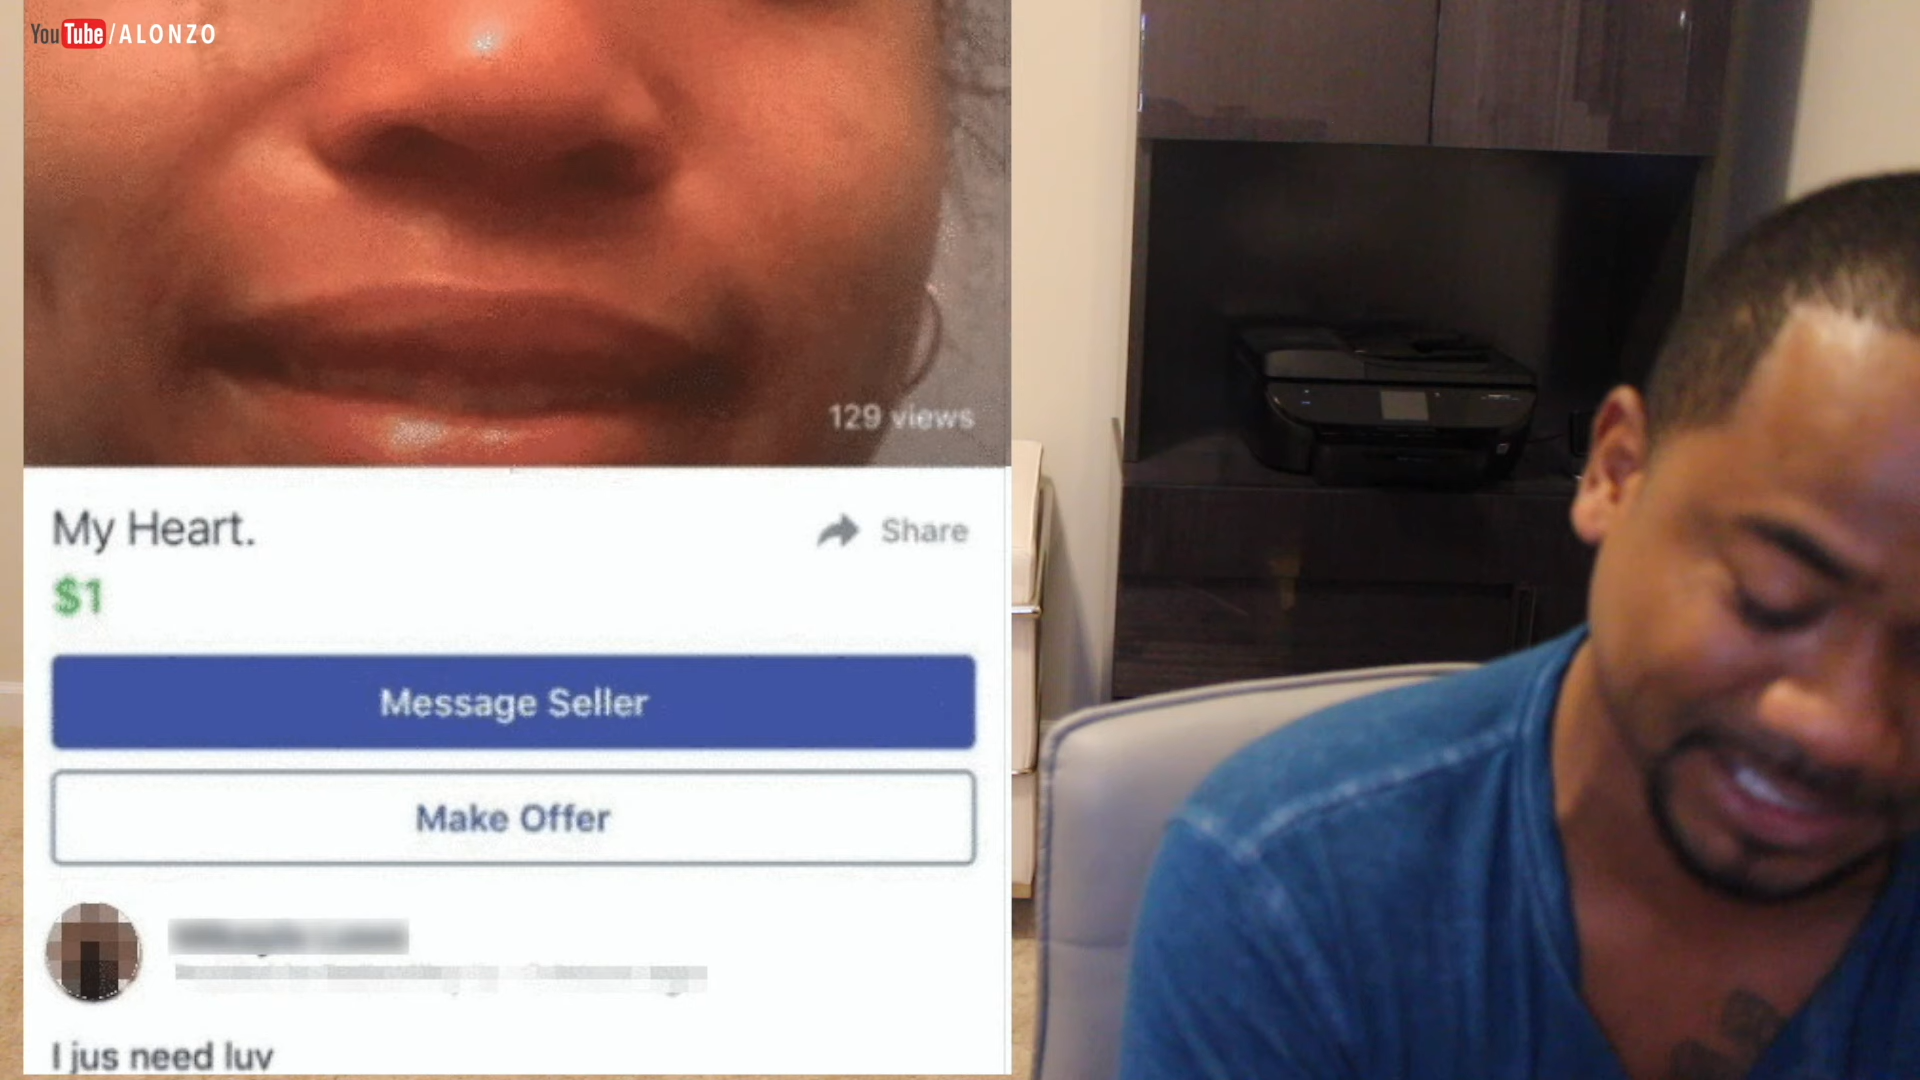 YouTube/ALONZO
129 views
My Heart.
Share
$1
Message Seller
Make Offer
I jus need luv